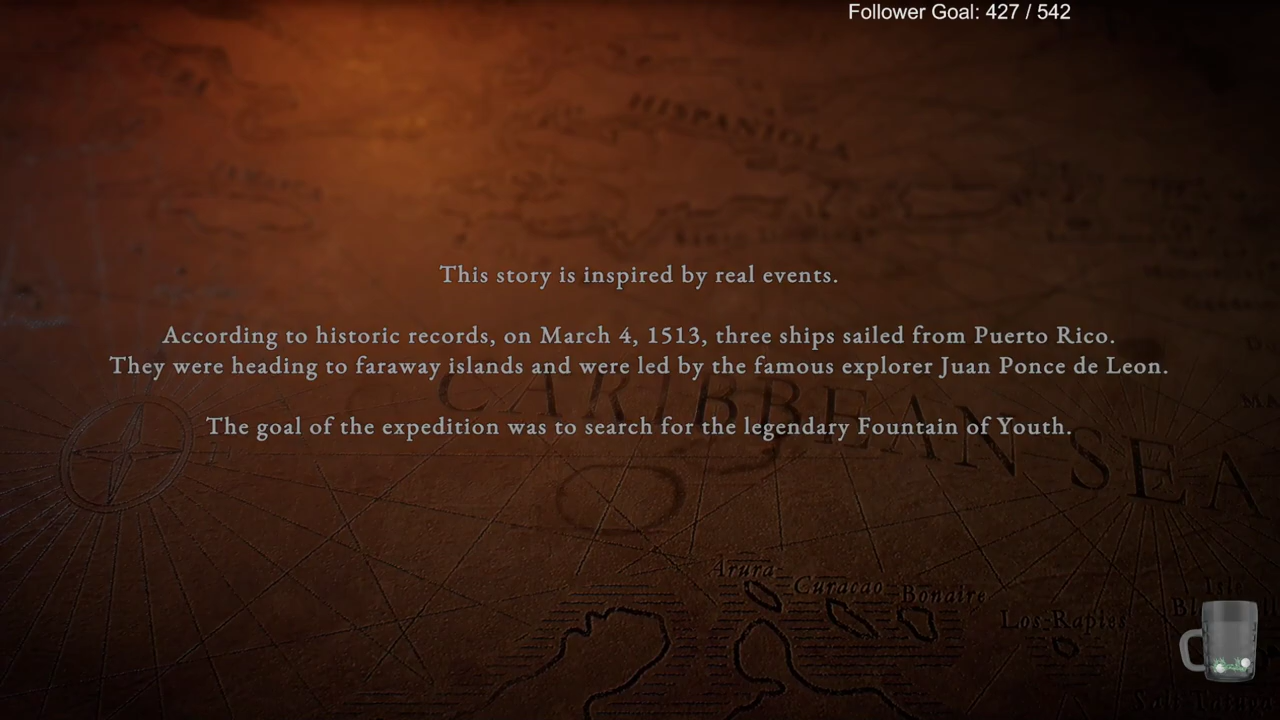 Follower Goal: 427 / 542
HISPANIOLA
This story is inspired by real events.
According to historic records, on March 4, 1513, three ships sailed from Puerto Rico.
They were heading to faraway islands and were led by the famous explorer Juan Ponce de Leon.
CARIBBEAN SEA
The goal of the expedition was to search for the legendary Fountain of Youth.
Arura
Curacao
Bonaire
Los-Rapies
Isle